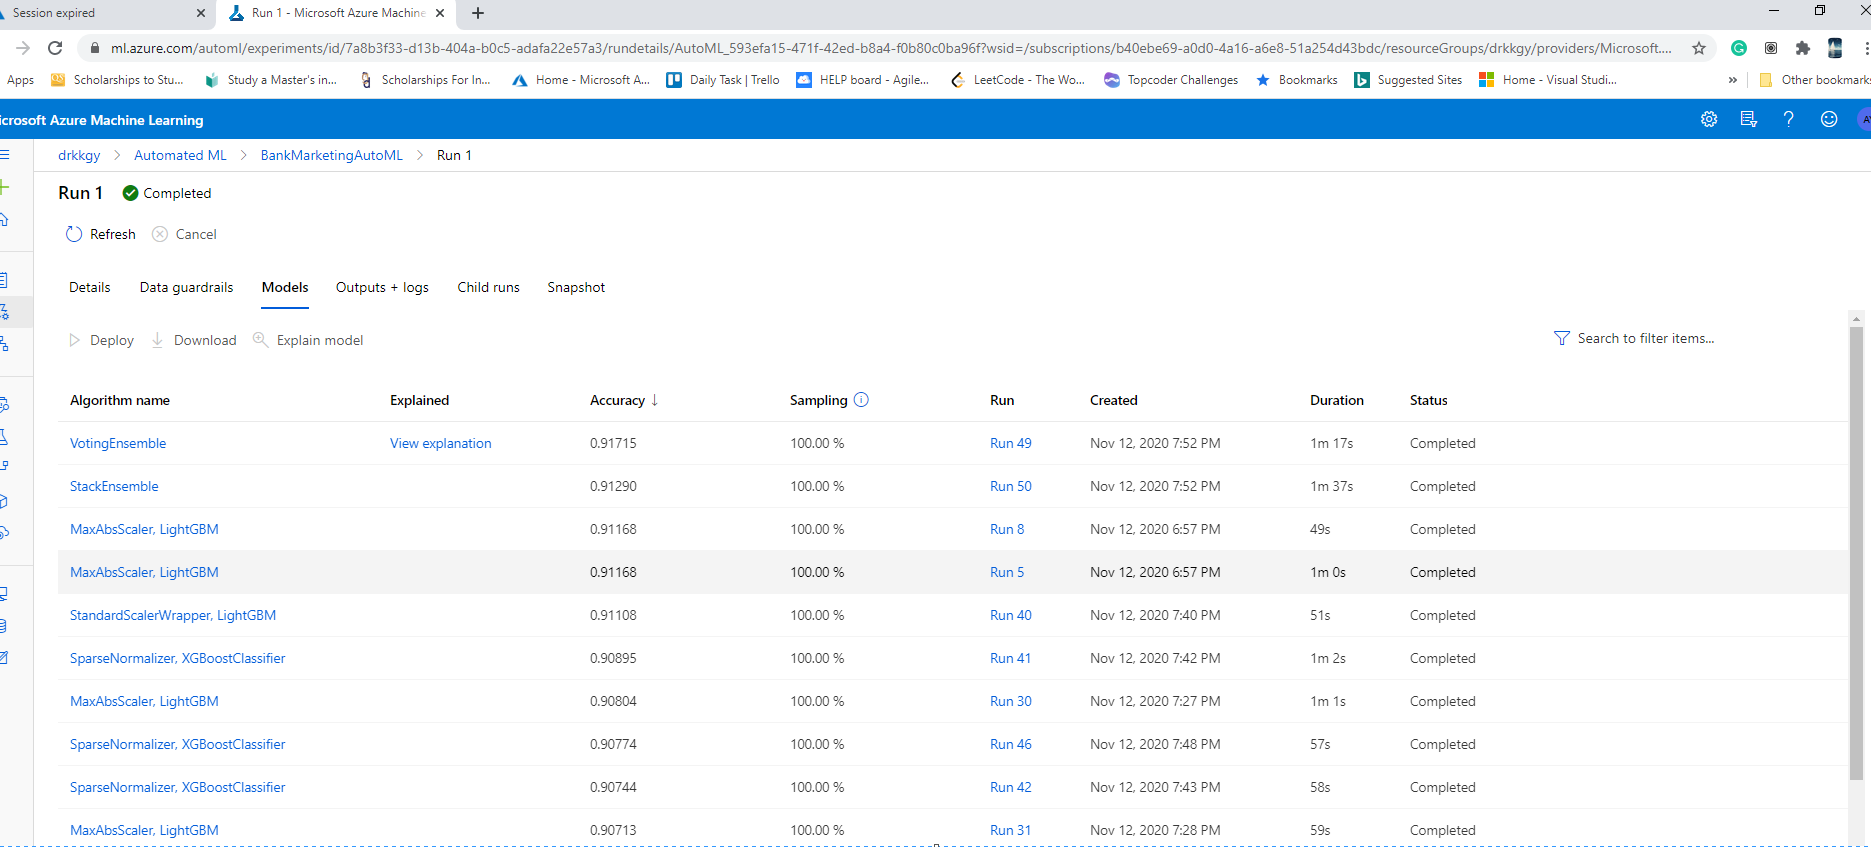 Session expired
Run 1 - Microsoft Azure Machine
ml.azure.com/automl/experiments/id/7a8b3f33-d13b-404a-b0c5-adafa22e57a3/rundetails/AutoML_593efa15-471f-42ed-b8a4-f0b80c0ba96f?wsid=/subscriptions/b40ebe69-a0d0-4a16-a6e8-51a254d43bdc/resourceGroups/drkkgy/providers/Microsoft....
Apps Scholarships to Stu... Study a Master's in... Scholarships For In... Home - Microsoft A... Daily Task | Trello HELP board - Agile... LeetCode - The Wo... Topcoder Challenges Bookmarks Suggested Sites Home - Visual Studi... » Other bookmarks
crosoft Azure Machine Learning
drkkgy > Automated ML > BankMarketingAutoML > Run 1
Run 1 Completed
Refresh Cancel
Details Data guardrails Models Outputs + logs Child runs Snapshot
Deploy Download Explain model Search to filter items...
Algorithm name Explained Accuracy ↓ Sampling Run Created Duration Status
VotingEnsemble View explanation 0.91715 100.00 % Run 49 Nov 12, 2020 7:52 PM 1m 17s Completed
StackEnsemble 0.91290 100.00 % Run 50 Nov 12, 2020 7:52 PM 1m 37s Completed
MaxAbsScaler, LightGBM 0.91168 100.00 % Run 8 Nov 12, 2020 6:57 PM 49s Completed
MaxAbsScaler, LightGBM 0.91168 100.00 % Run 5 Nov 12, 2020 6:57 PM 1m 0s Completed
StandardScalerWrapper, LightGBM 0.91108 100.00 % Run 40 Nov 12, 2020 7:40 PM 51s Completed
SparseNormalizer, XGBoostClassifier 0.90895 100.00 % Run 41 Nov 12, 2020 7:42 PM 1m 2s Completed
MaxAbsScaler, LightGBM 0.90804 100.00 % Run 30 Nov 12, 2020 7:27 PM 1m 1s Completed
SparseNormalizer, XGBoostClassifier 0.90774 100.00 % Run 46 Nov 12, 2020 7:48 PM 57s Completed
SparseNormalizer, XGBoostClassifier 0.90744 100.00 % Run 42 Nov 12, 2020 7:43 PM 58s Completed
MaxAbsScaler, LightGBM 0.90713 100.00 % Run 31 Nov 12, 2020 7:28 PM 59s Completed